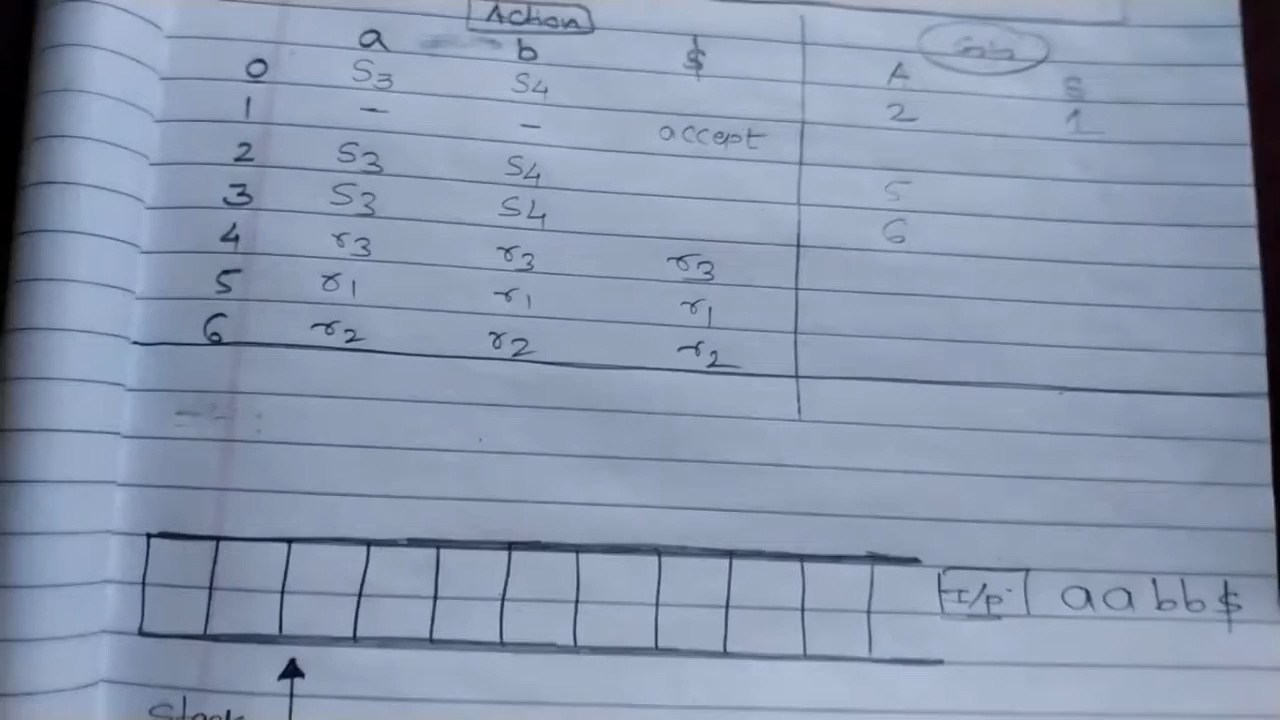 Action
a b $ A S
0 S3 S4 2 1
1 - - accept
2 S3 S4 5
3 S3 S4 6
4 r3 r3 r3
5 r1 r1 r1
6 r2 r2 r2
I/p aabb$
Stack